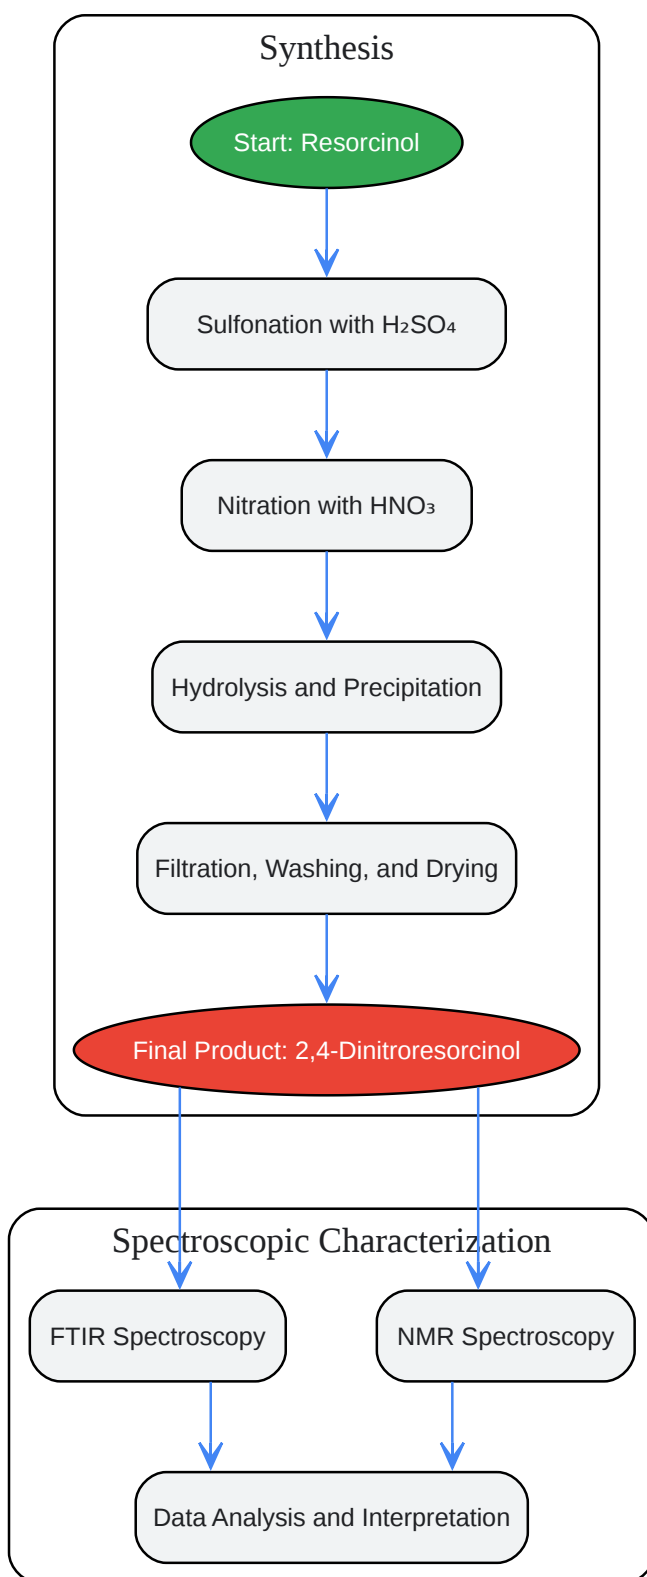 Synthesis
Start: Resorcinol
Sulfonation with H₂SO₄
Nitration with HNO₃
Hydrolysis and Precipitation
Filtration, Washing, and Drying
Final Product: 2,4-Dinitroresorcinol
Spectroscopic Characterization
FTIR Spectroscopy
NMR Spectroscopy
Data Analysis and Interpretation